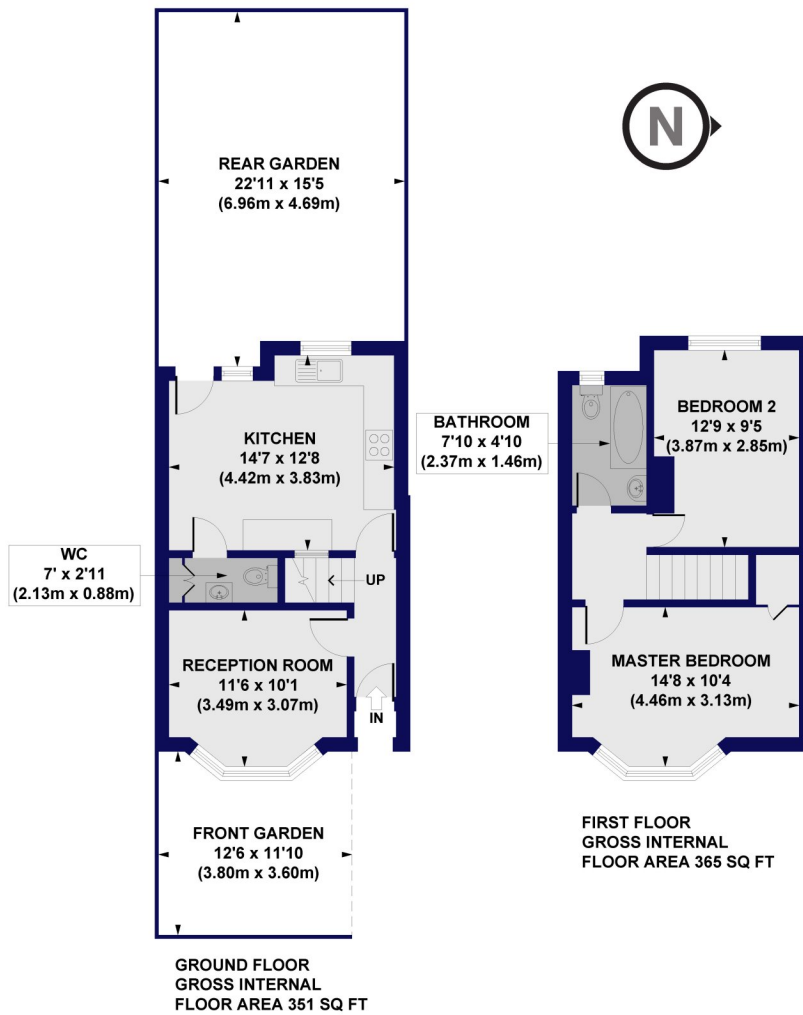 REAR GARDEN
22'11 x 15'5
(6.96m x 4.69m)
N
KITCHEN
14'7 x 12'8
(4.42m x 3.83m)
WC
7' x 2'11
(2.13m x 0.88m)
UP
RECEPTION ROOM
11'6 x 10'1
(3.49m x 3.07m)
IN
FRONT GARDEN
12'6 x 11'10
(3.80m x 3.60m)
GROUND FLOOR
GROSS INTERNAL
FLOOR AREA 351 SQ FT
BATHROOM
7'10 x 4'10
(2.37m x 1.46m)
BEDROOM 2
12'9 x 9'5
(3.87m x 2.85m)
MASTER BEDROOM
14'8 x 10'4
(4.46m x 3.13m)
FIRST FLOOR
GROSS INTERNAL
FLOOR AREA 365 SQ FT